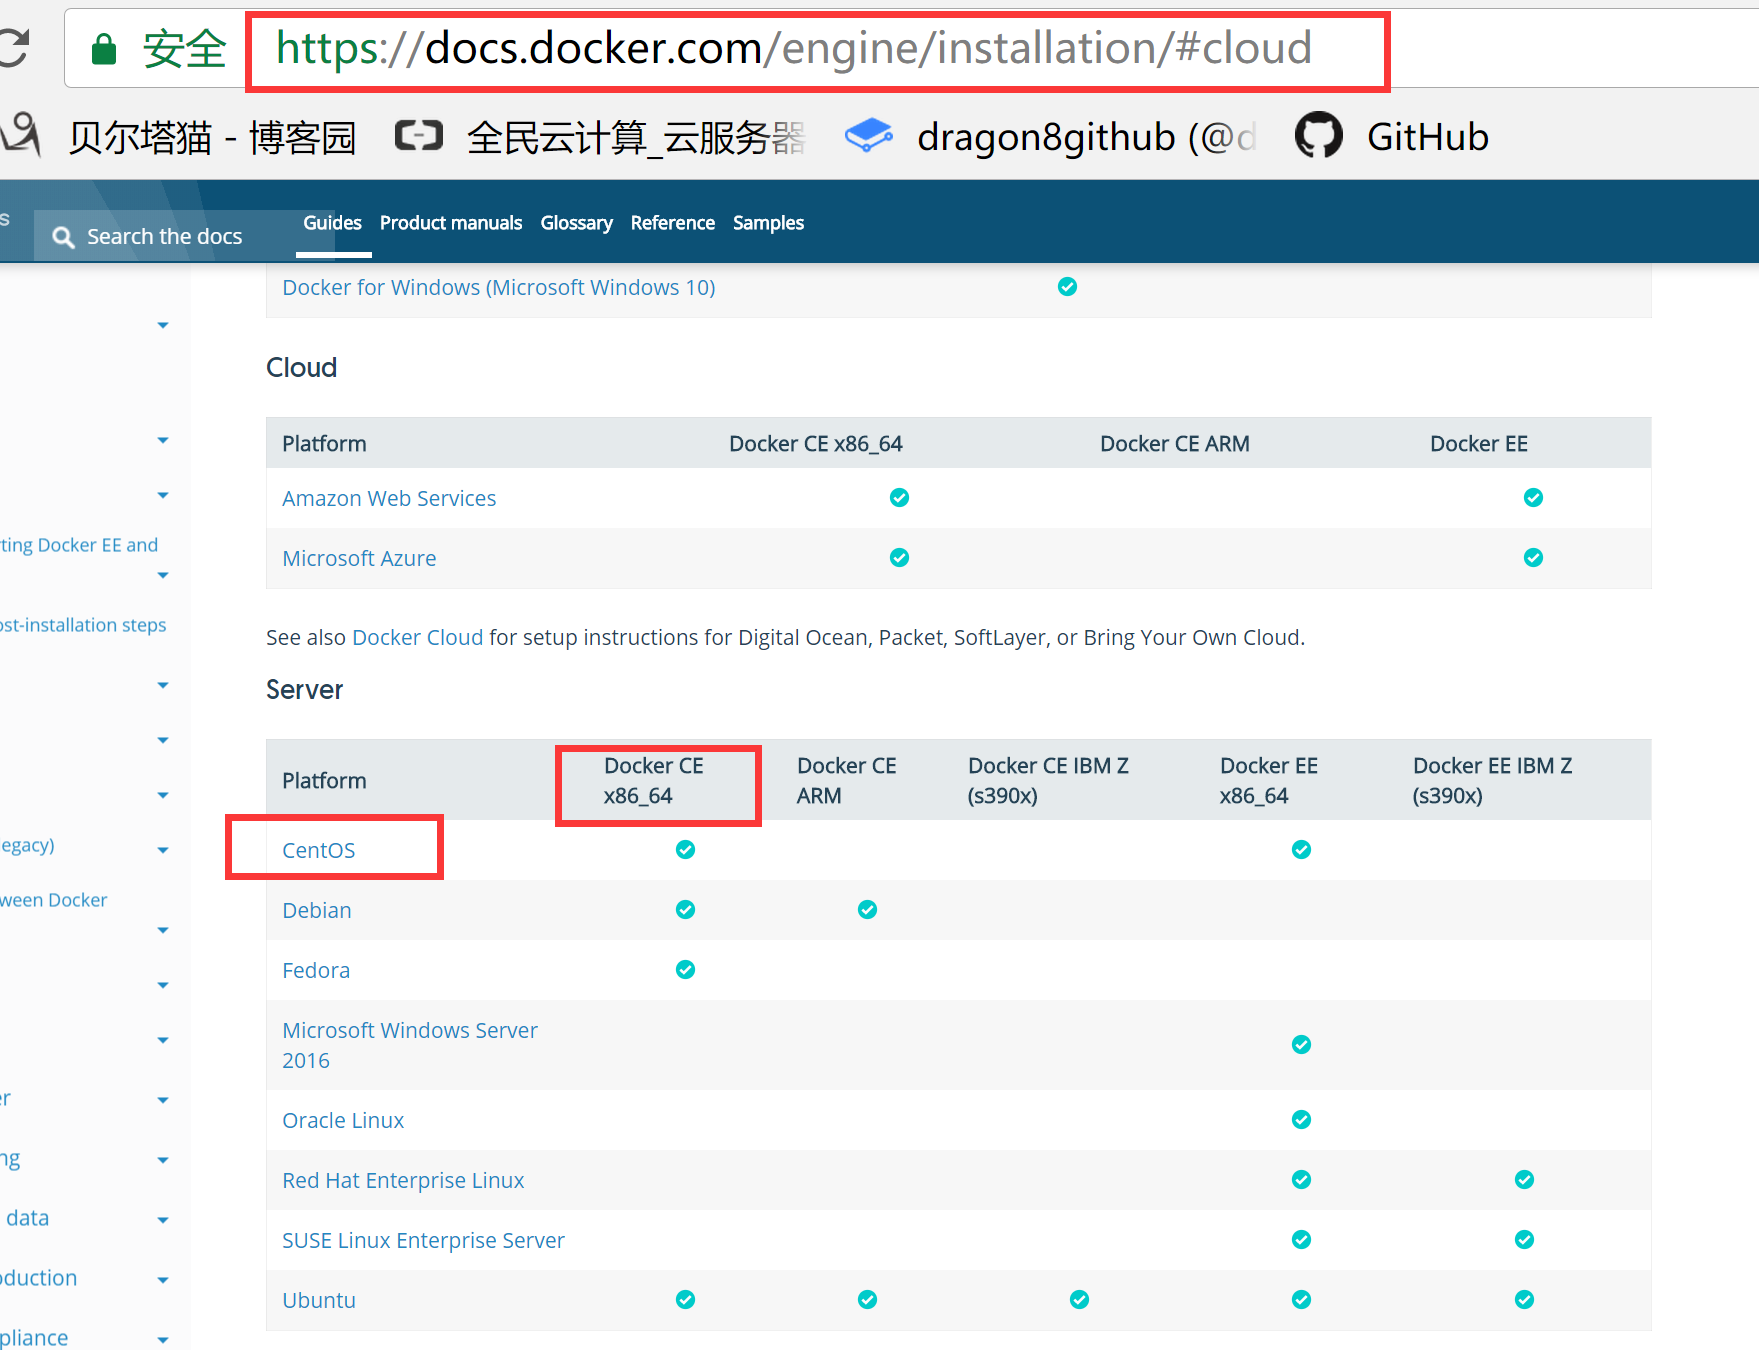 安全 https://docs.docker.com/engine/installation/#cloud
贝尔塔猫 - 博客园 全民云计算_云服务器 dragon8github (@d GitHub
s Search the docs Guides Product manuals Glossary Reference Samples
Docker for Windows (Microsoft Windows 10)
Cloud
Platform Docker CE x86_64 Docker CE ARM Docker EE
Amazon Web Services
Microsoft Azure
See also Docker Cloud for setup instructions for Digital Ocean, Packet, SoftLayer, or Bring Your Own Cloud.
Server
Platform Docker CE x86_64 Docker CE ARM Docker CE IBM Z (s390x) Docker EE x86_64 Docker EE IBM Z (s390x)
CentOS
Debian
Fedora
Microsoft Windows Server
2016
Oracle Linux
Red Hat Enterprise Linux
SUSE Linux Enterprise Server
Ubuntu
ting Docker EE and
ost-installation steps
egacy)
ween Docker
er
ng
data
oduction
pliance